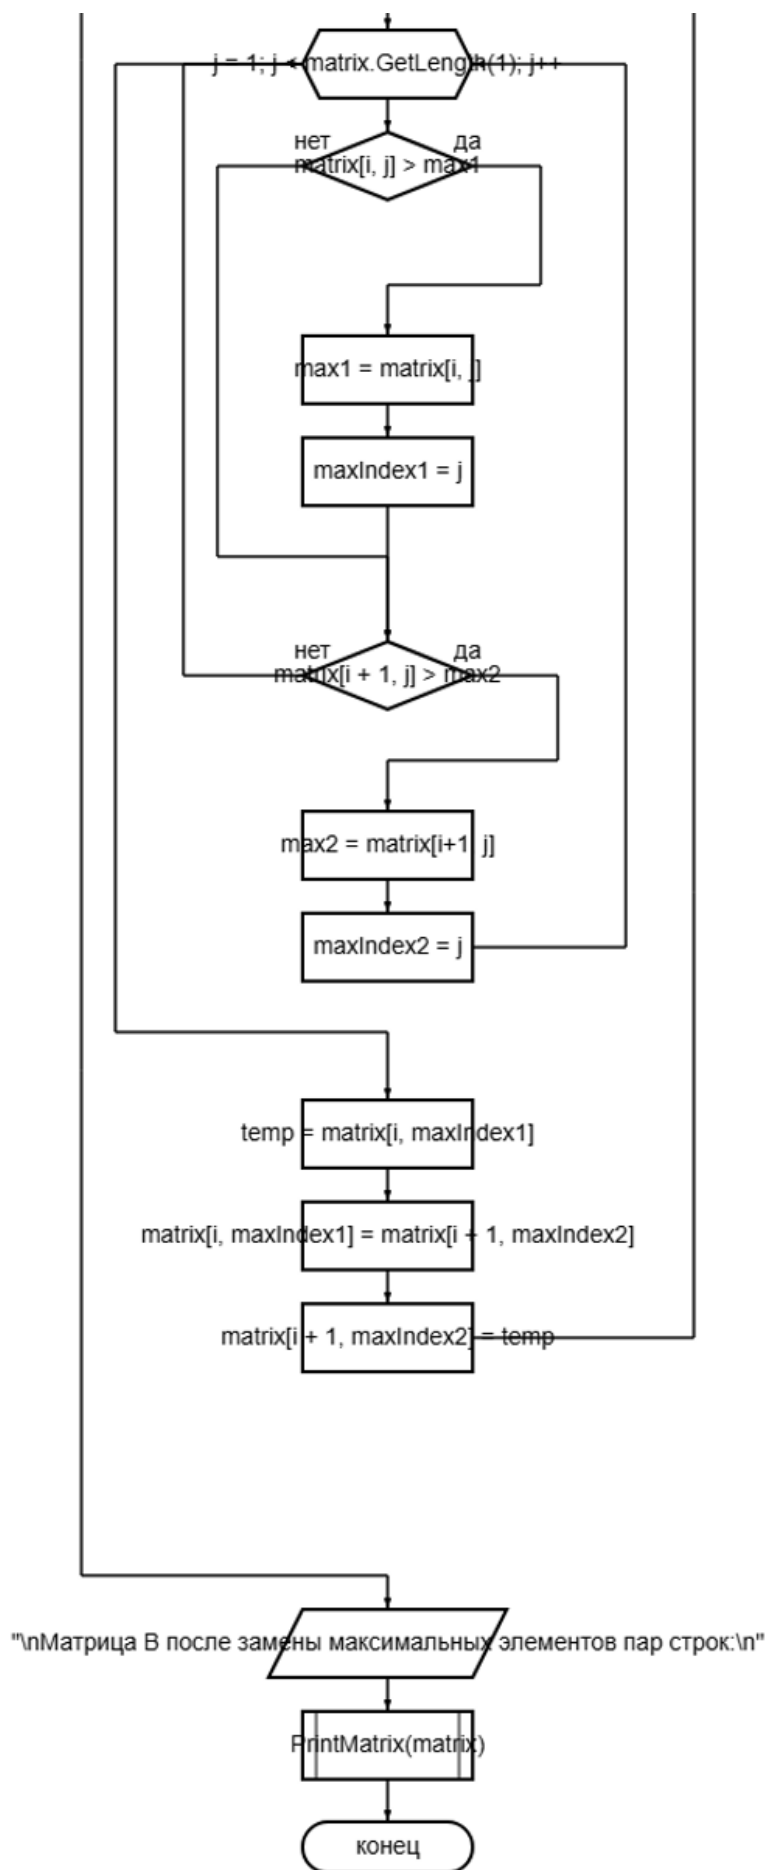 j = 1; j < matrix.GetLength(1); j++
нет
да
matrix[i, j] > max1
max1 = matrix[i, j]
maxIndex1 = j
нет
да
matrix[i + 1, j] > max2
max2 = matrix[i+1, j]
maxIndex2 = j
temp = matrix[i, maxIndex1]
matrix[i, maxIndex1] = matrix[i + 1, maxIndex2]
matrix[i + 1, maxIndex2] = temp
"\nМатрица B после замены максимальных элементов пар строк:\n"
PrintMatrix(matrix)
конец